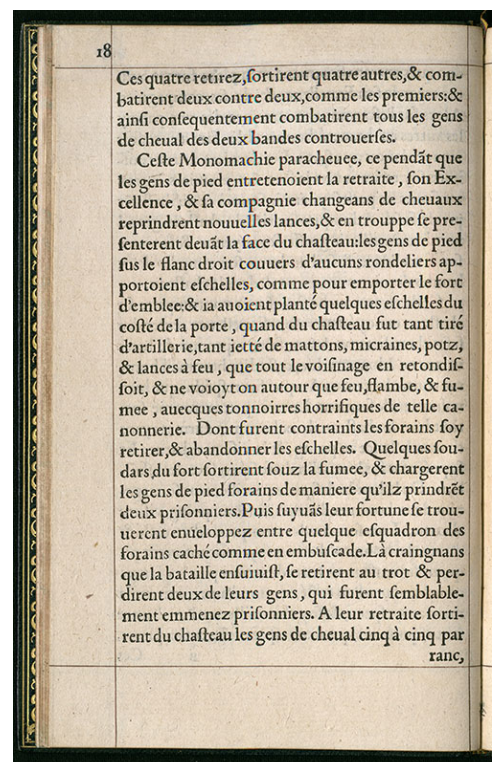 18
Ces quatre retirez,ſortirent quatre autres,& com-
batirent deux contre deux,comme les premiers:&
ainſi conſequentement combatirent tous les gens
de cheual des deux bandes controuerſes.
Ceſte Monomachie paracheuee, ce pendãt que
les gens de pied entretenoient la retraite , ſon Ex-
cellence , & ſa compagnie changeans de cheuaux
reprindrent nouuelles lances,& en trouppe ſe pre-
ſenterent deuãt la face du chaſteau:les gens de pied
ſus le flanc droit couuers d'aucuns rondeliers ap-
portoient eſchelles, comme pour emporter le fort
d'emblee:& ia auoient planté quelques eſchelles du
coſté de la porte , quand du chaſteau fut tant tiré
d'artillerie,tant ietté de mattons, micraines, potz,
& lances à feu , que tout le voiſinage en retondiſ-
ſoit, & ne voioyt on autour que feu,flambe, & fu-
mee , auecques tonnoirres horrifiques de telle ca-
nonnerie. Dont furent contraints les forains ſoy
retirer,& abandonner les eſchelles. Quelques ſou-
dars du fort ſortirent ſouz la fumee, & chargerent
les gens de pied forains de maniere qu'ilz prindrẽt
deux priſonniers.Puis ſuyuãs leur fortune ſe trou-
uerent enueloppez entre quelque eſquadron des
forains caché comme en embuſcade.Là craingnans
que la bataille enſuiuiſt, ſe retirent au trot & per-
dirent deux de leurs gens , qui furent ſemblable-
ment emmenez priſonniers. A leur retraite ſorti-
rent du chaſteau les gens de cheual cinq à cinq par
ranc,